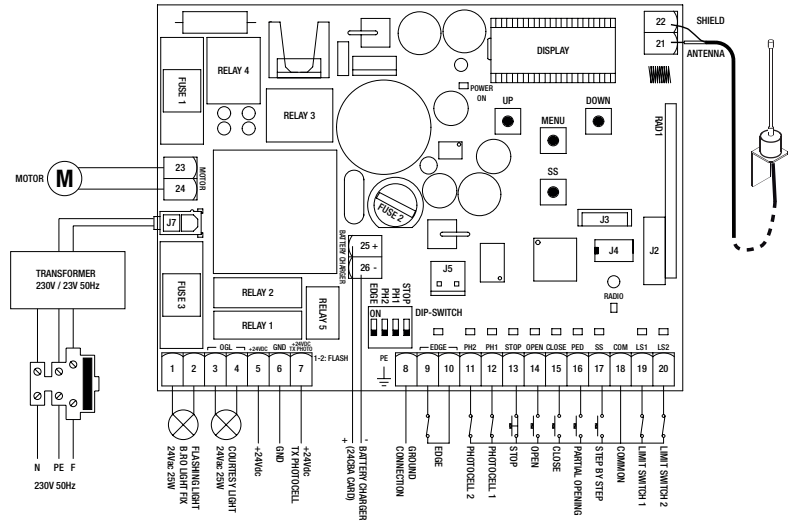 22
SHIELD
21
ANTENNA
DISPLAY
POWER
ON
UP
DOWN
MENU
SS
RAD1
FUSE 1
RELAY 4
RELAY 3
MOTOR
M
23
24
MOTOR
J7
TRANSFORMER
230V / 23V 50Hz
FUSE 3
FUSE 2
BATTERY CHARGER
25 +
26 -
RELAY 2
RELAY 1
RELAY 5
J3
J4
J2
J5
RADIO
EDGE
PH2
PH1
STOP
ON
DIP-SWITCH
OGL
+24VDC
GND
+24VDC
TX PHOTO
1-2: FLASH
PE
EDGE
PH2
PH1
STOP
OPEN
CLOSE
PED
SS
COM
LS1
LS2
1 2 3 4 5 6 7
8 9 10 11 12 13 14 15 16 17 18 19 20
N PE F
230V 50Hz
FLASHING LIGHT
B.RO LIGHT FIX
24Vac 25W
COURTESY LIGHT
24Vac 25W
+24Vdc
GND
+24Vdc
TX PHOTOCELL
- BATTERY CHARGER
+ (24CBA CARD)
GROUND
CONNECTION
EDGE
PHOTOCELL 2
PHOTOCELL 1
STOP
OPEN
CLOSE
PARTIAL OPENING
STEP BY STEP
COMMON
LIMIT SWITCH 1
LIMIT SWITCH 2